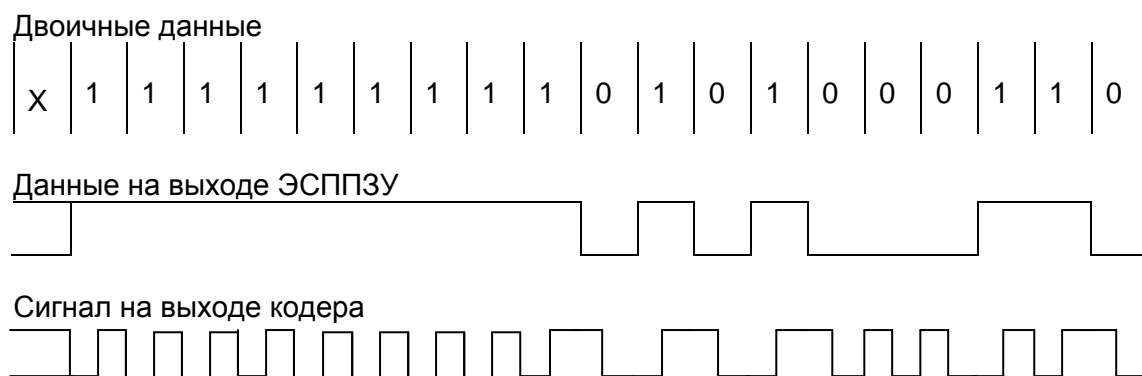 Двоичные данные
X 1 1 1 1 1 1 1 1 1 0 1 0 1 0 0 0 1 1 0
Данные на выходе ЭСППЗУ
Сигнал на выходе кодера